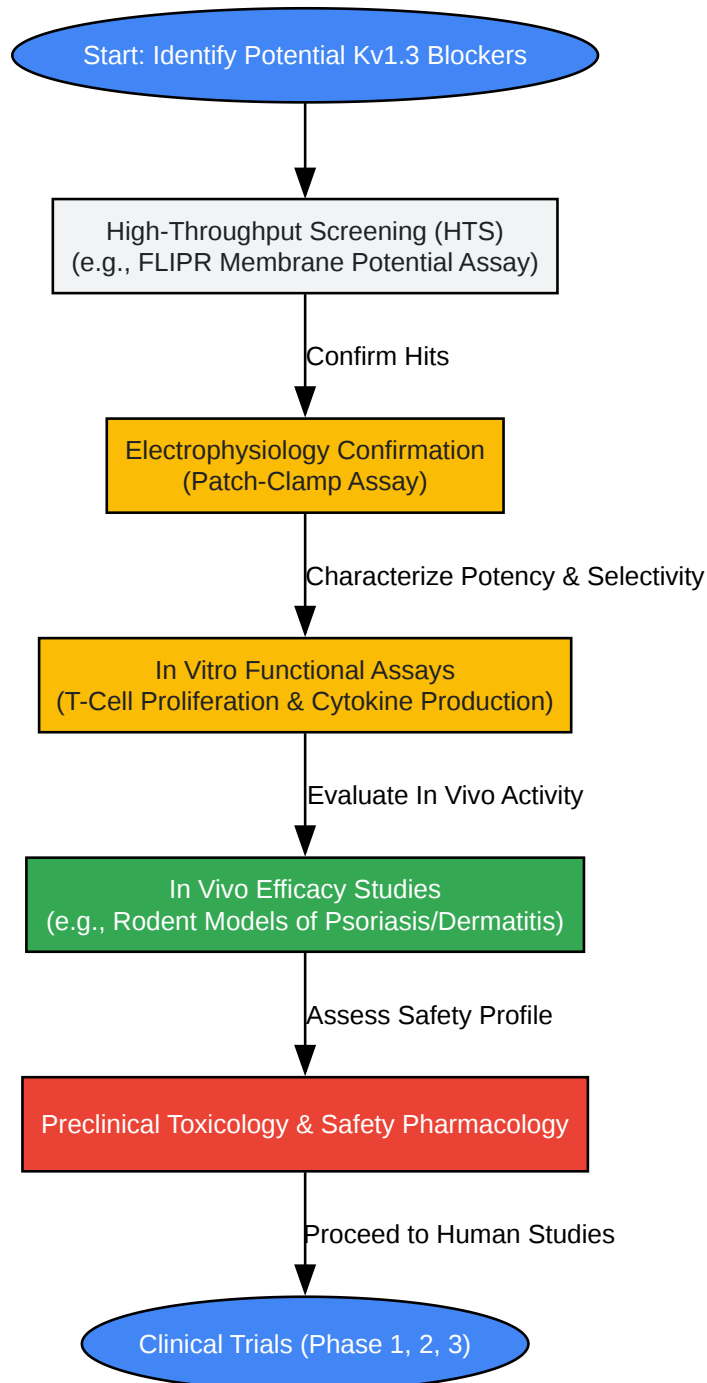 Start: Identify Potential Kv1.3 Blockers
High-Throughput Screening (HTS)
(e.g., FLIPR Membrane Potential Assay)
Confirm Hits
Electrophysiology Confirmation
(Patch-Clamp Assay)
Characterize Potency & Selectivity
In Vitro Functional Assays
(T-Cell Proliferation & Cytokine Production)
Evaluate In Vivo Activity
In Vivo Efficacy Studies
(e.g., Rodent Models of Psoriasis/Dermatitis)
Assess Safety Profile
Preclinical Toxicology & Safety Pharmacology
Proceed to Human Studies
Clinical Trials (Phase 1, 2, 3)